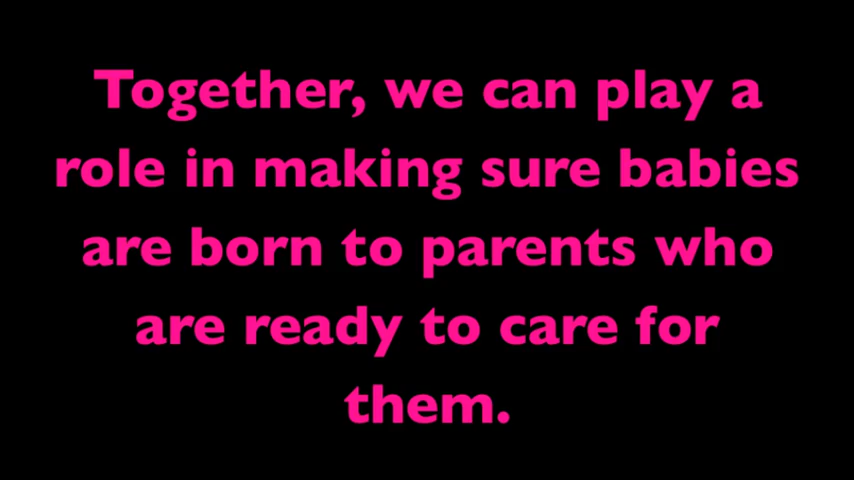 Together, we can play a
role in making sure babies
are born to parents who
are ready to care for
them.